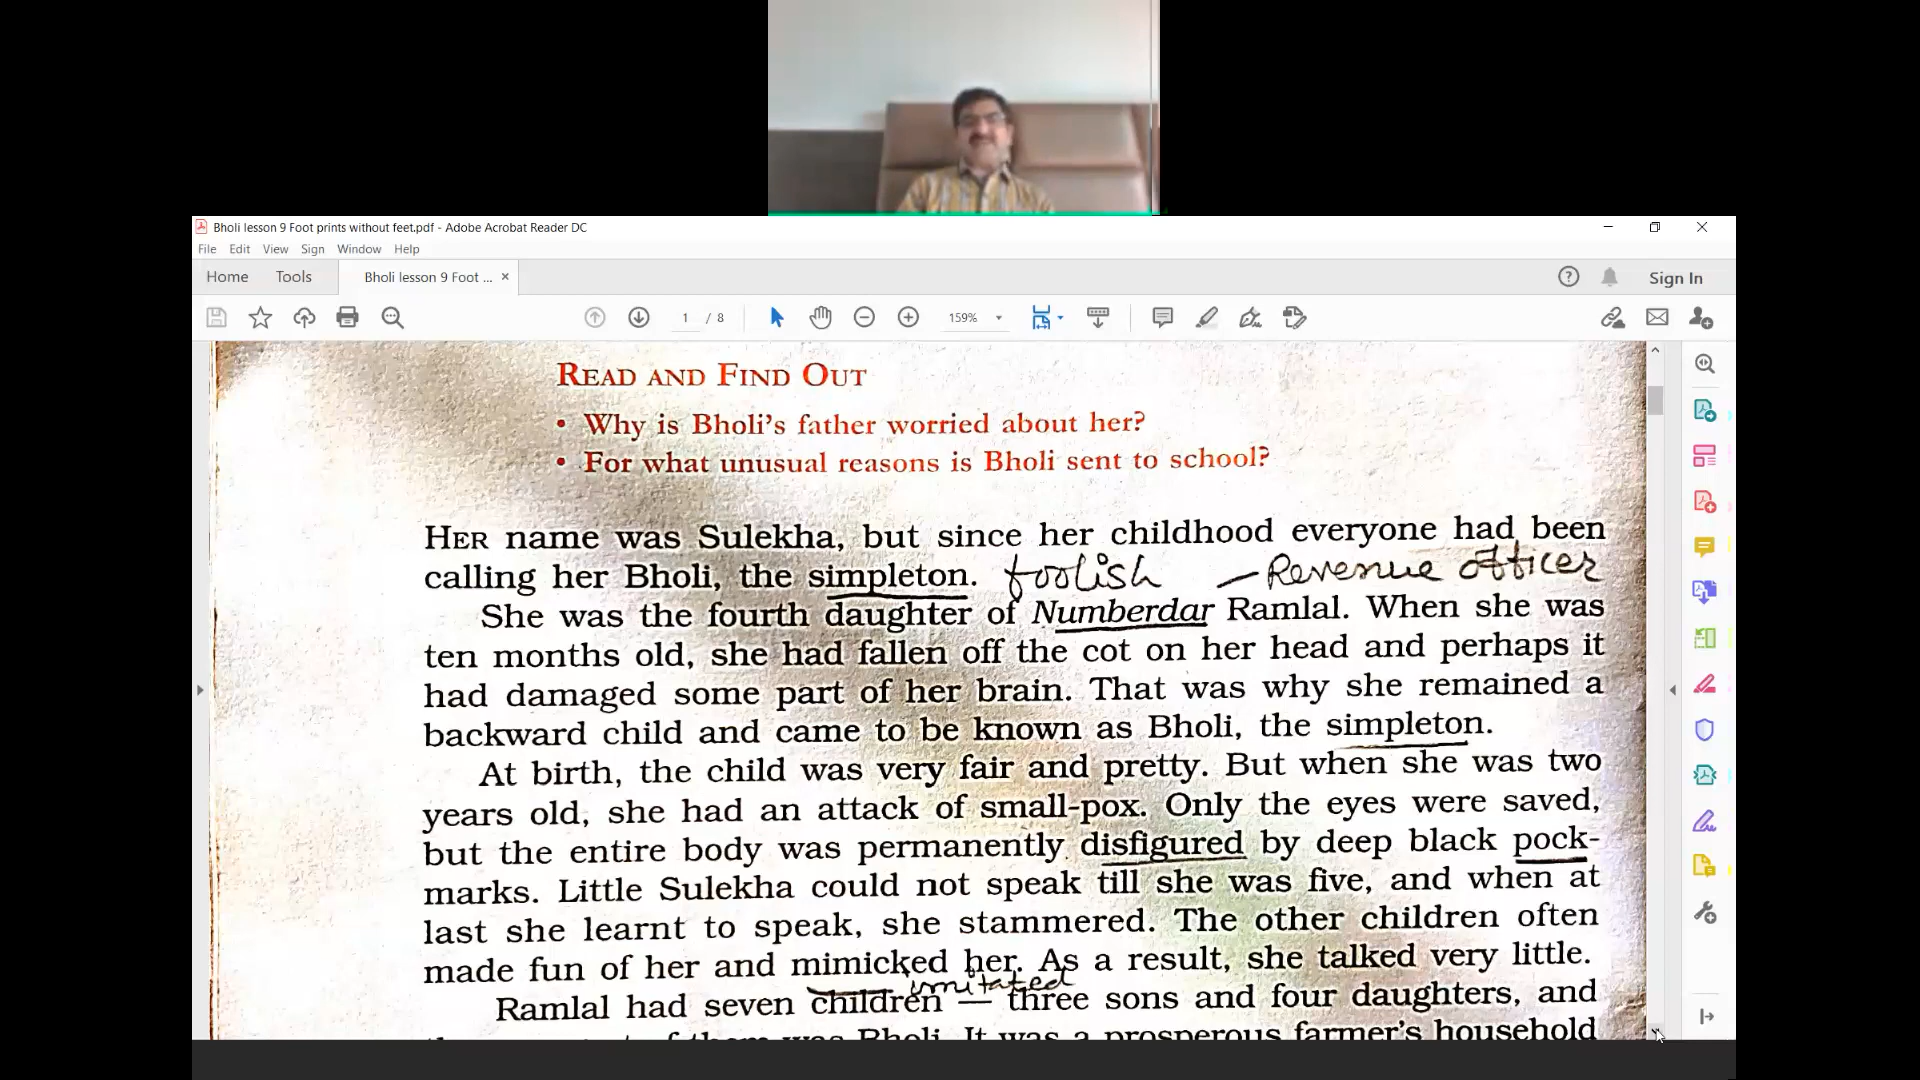 Bholi lesson 9 Foot prints without feet.pdf - Adobe Acrobat Reader DC
File Edit View Sign Window Help
Home Tools Bholi lesson 9 Foot ... × Sign In
1 / 8 159%
READ AND FIND OUT
• Why is Bholi's father worried about her?
• For what unusual reasons is Bholi sent to school?
HER name was Sulekha, but since her childhood everyone had been
calling her Bholi, the simpleton. foolish — Revenue officer
She was the fourth daughter of Numberdar Ramlal. When she was
ten months old, she had fallen off the cot on her head and perhaps it
had damaged some part of her brain. That was why she remained a
backward child and came to be known as Bholi, the simpleton.
At birth, the child was very fair and pretty. But when she was two
years old, she had an attack of small-pox. Only the eyes were saved,
but the entire body was permanently disfigured by deep black pock-
marks. Little Sulekha could not speak till she was five, and when at
last she learnt to speak, she stammered. The other children often
made fun of her and mimicked her. As a result, she talked very little.
imitated
Ramlal had seven children — three sons and four daughters, and
of them was Bholi. It was a prosperous farmer's household